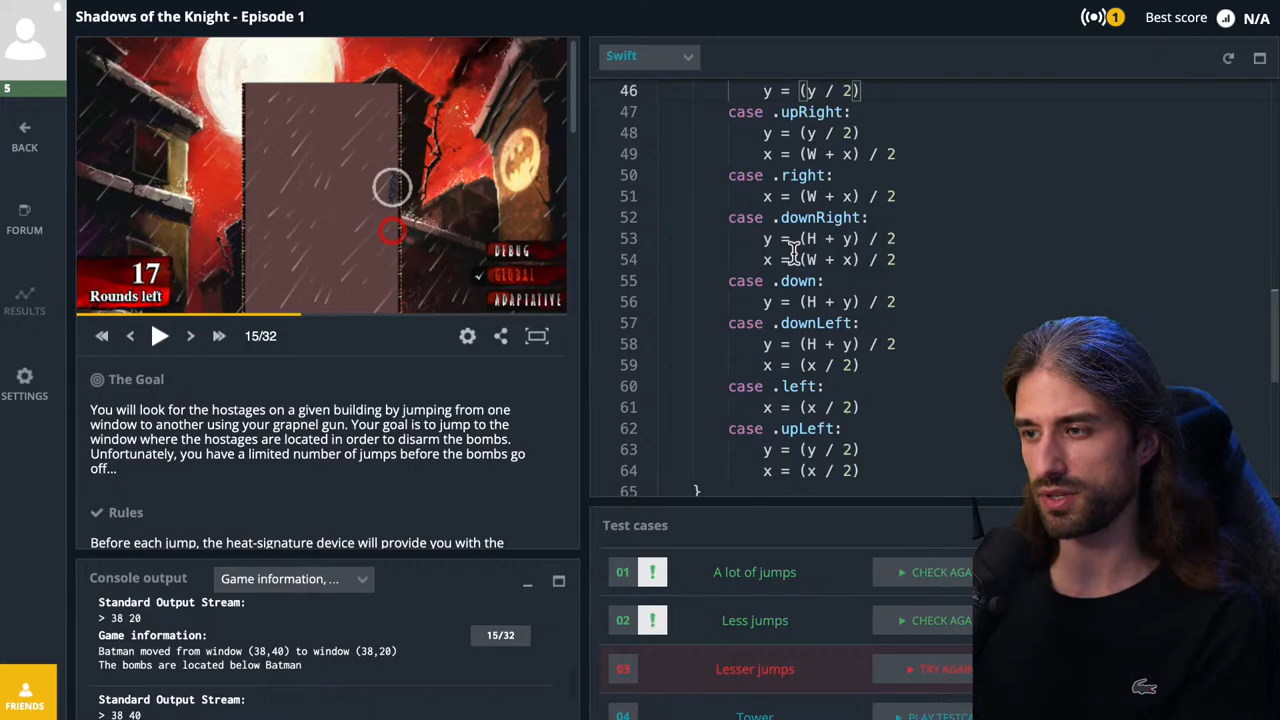 Shadows of the Knight - Episode 1
1
Best score
N/A
5
BACK
FORUM
RESULTS
SETTINGS
FRIENDS
17
Rounds left
DEBUG
GLOBAL
ADAPTATIVE
15/32
The Goal
You will look for the hostages on a given building by jumping from one
window to another using your grapnel gun. Your goal is to jump to the
window where the hostages are located in order to disarm the bombs.
Unfortunately, you have a limited number of jumps before the bombs go
off...
Rules
Before each jump, the heat-signature device will provide you with the
Console output
Game information, ...
Standard Output Stream:
> 38 20
Game information:
15/32
Batman moved from window (38,40) to window (38,20)
The bombs are located below Batman
Standard Output Stream:
> 38 40
Swift
46 y = (y / 2)
47 case .upRight:
48 y = (y / 2)
49 x = (W + x) / 2
50 case .right:
51 x = (W + x) / 2
52 case .downRight:
53 y = (H + y) / 2
54 x = (W + x) / 2
55 case .down:
56 y = (H + y) / 2
57 case .downLeft:
58 y = (H + y) / 2
59 x = (x / 2)
60 case .left:
61 x = (x / 2)
62 case .upLeft:
63 y = (y / 2)
64 x = (x / 2)
65 }
Test cases
01 ! A lot of jumps CHECK AGA
02 ! Less jumps CHECK AGA
03 Lesser jumps TRY AGAI
04 Tower PLAY TESTCA